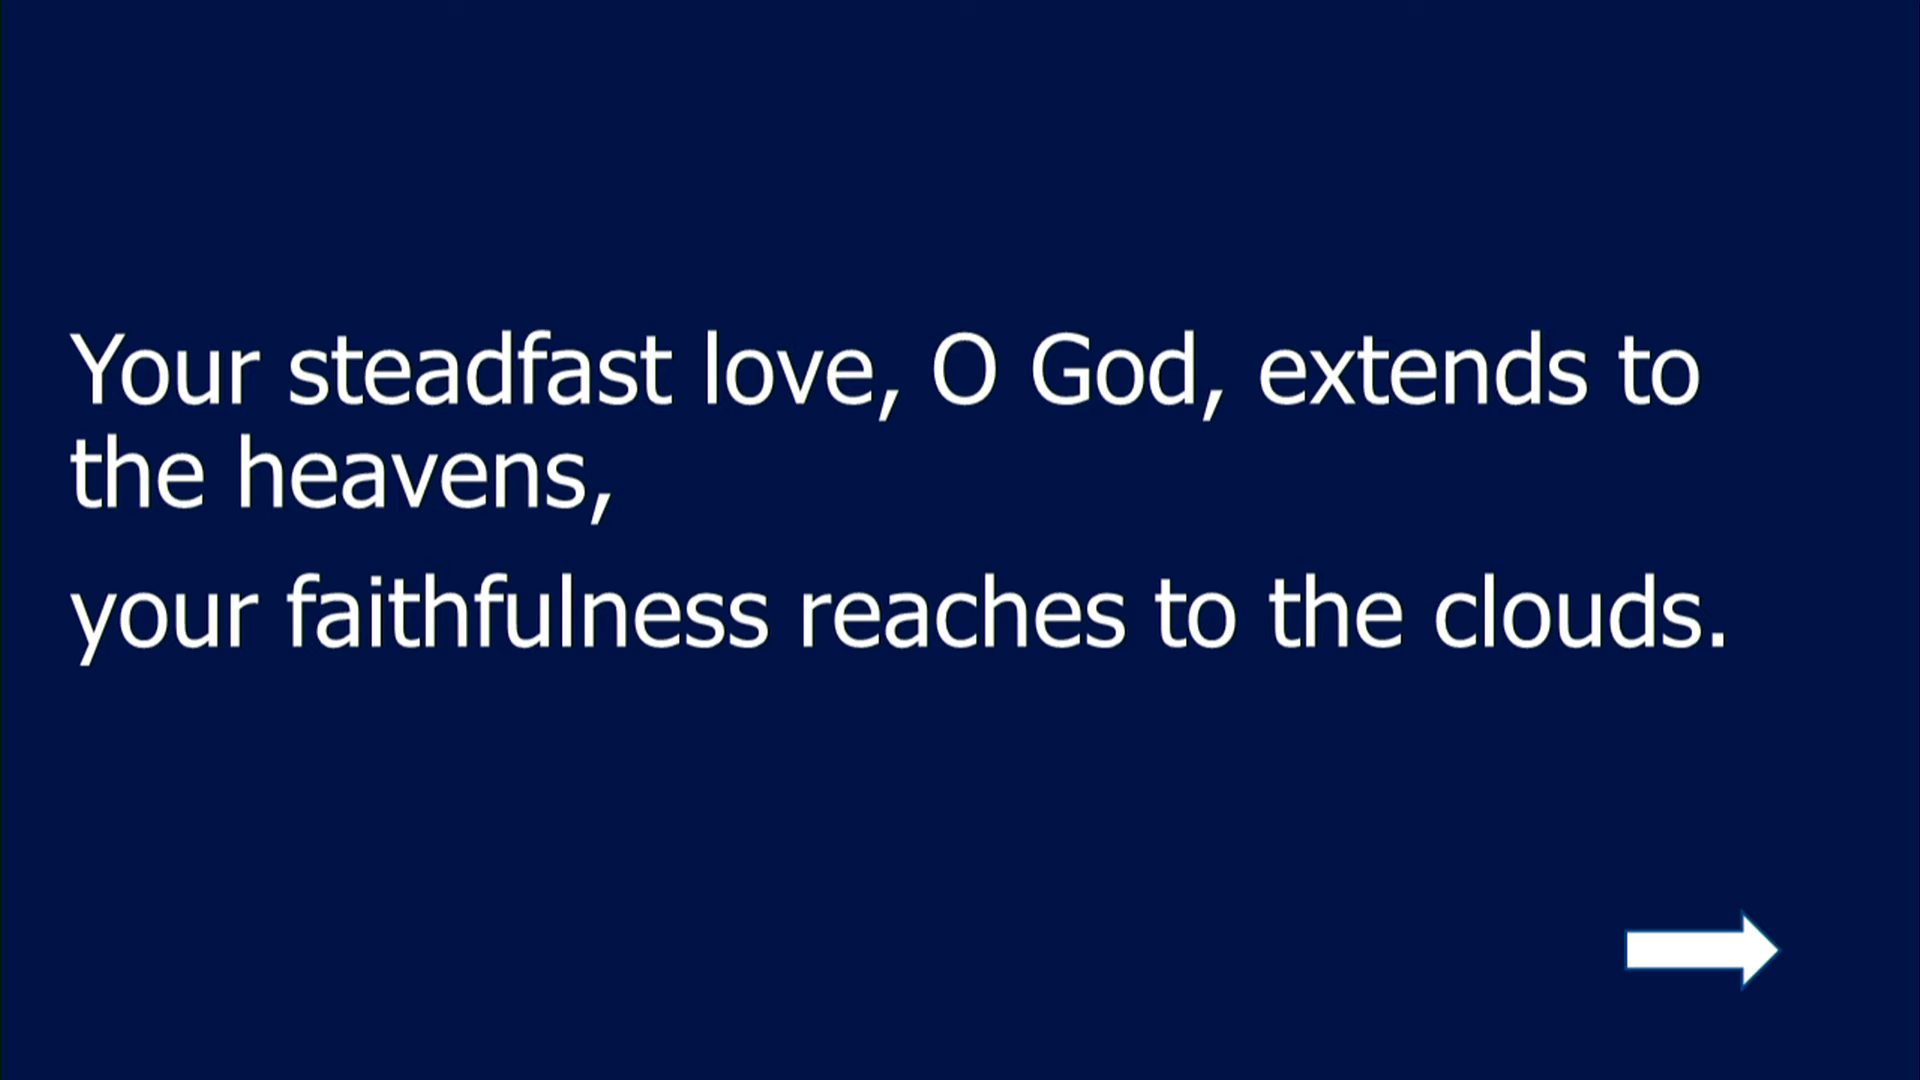 Your steadfast love, O God, extends to
the heavens,
your faithfulness reaches to the clouds.